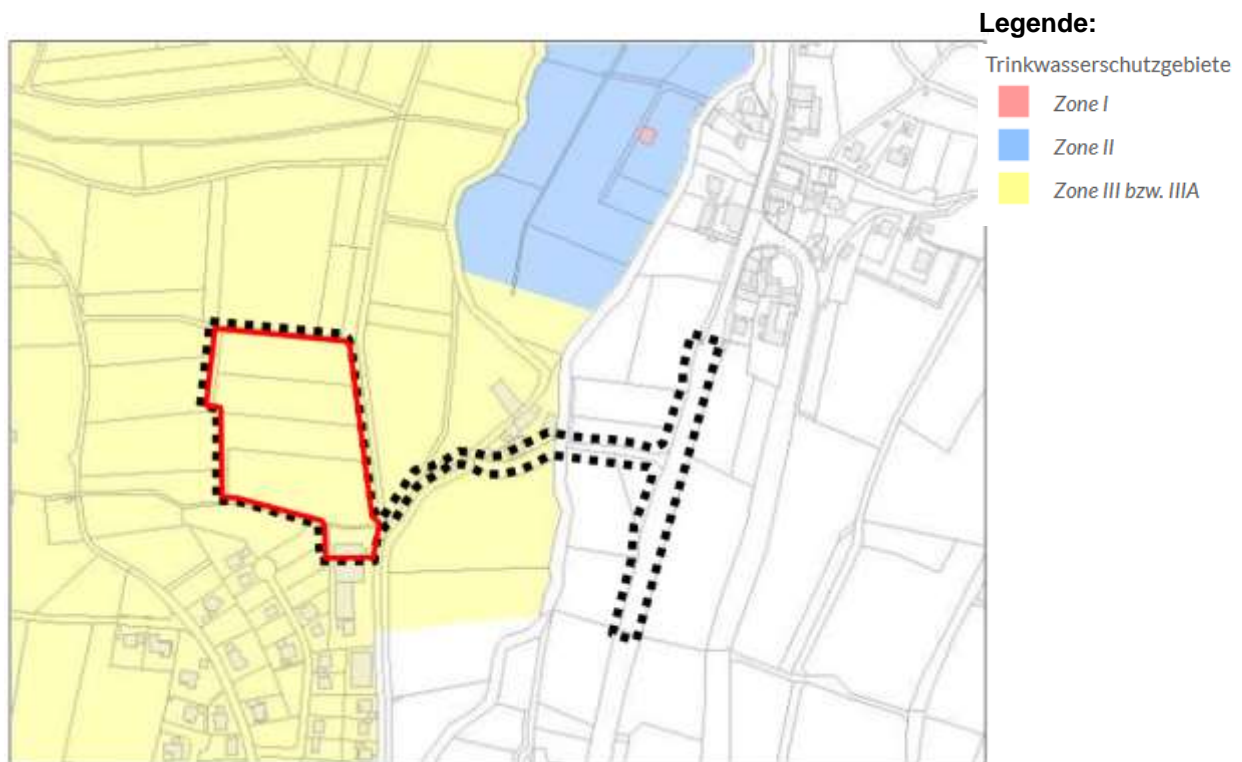 Legende:
Trinkwasserschutzgebiete
Zone I
Zone II
Zone III bzw. IIIA